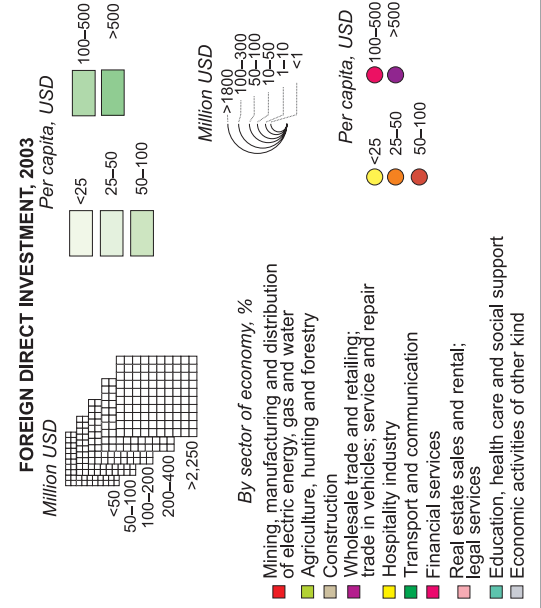 FOREIGN DIRECT INVESTMENT, 2003
Million USD
<50
50–100
100–200
200–400
>2,250
Per capita, USD
<25
25–50
50–100
100–500
>500
By sector of economy, %
Mining, manufacturing and distribution
of electric energy, gas and water
Agriculture, hunting and forestry
Construction
Wholesale trade and retailing;
trade in vehicles; service and repair
Hospitality industry
Transport and communication
Financial services
Real estate sales and rental;
legal services
Education, health care and social support
Economic activities of other kind
Million USD
>1800
100–300
50–100
10–50
1–10
<1
Per capita, USD
<25
25–50
50–100
100–500
>500